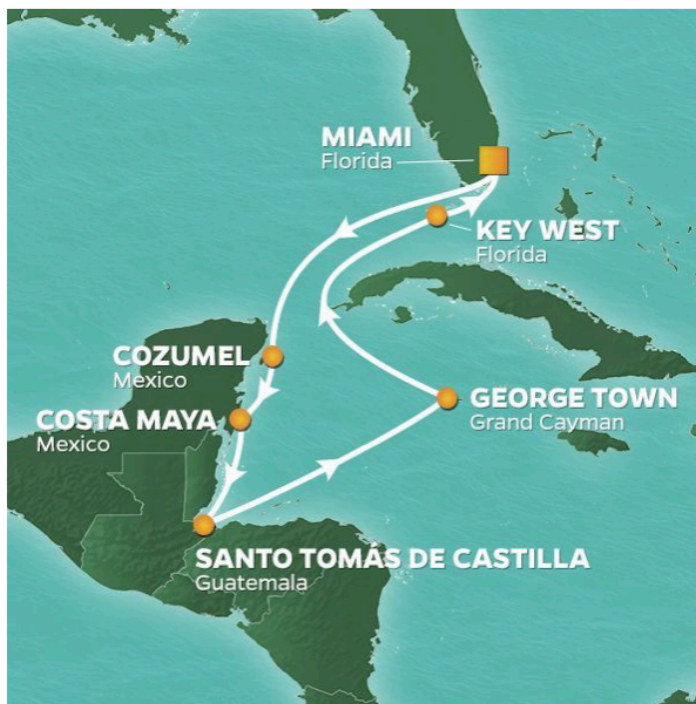 MIAMI
Florida
KEY WEST
Florida
COZUMEL
Mexico
GEORGE TOWN
Grand Cayman
COSTA MAYA
Mexico
SANTO TOMÁS DE CASTILLA
Guatemala